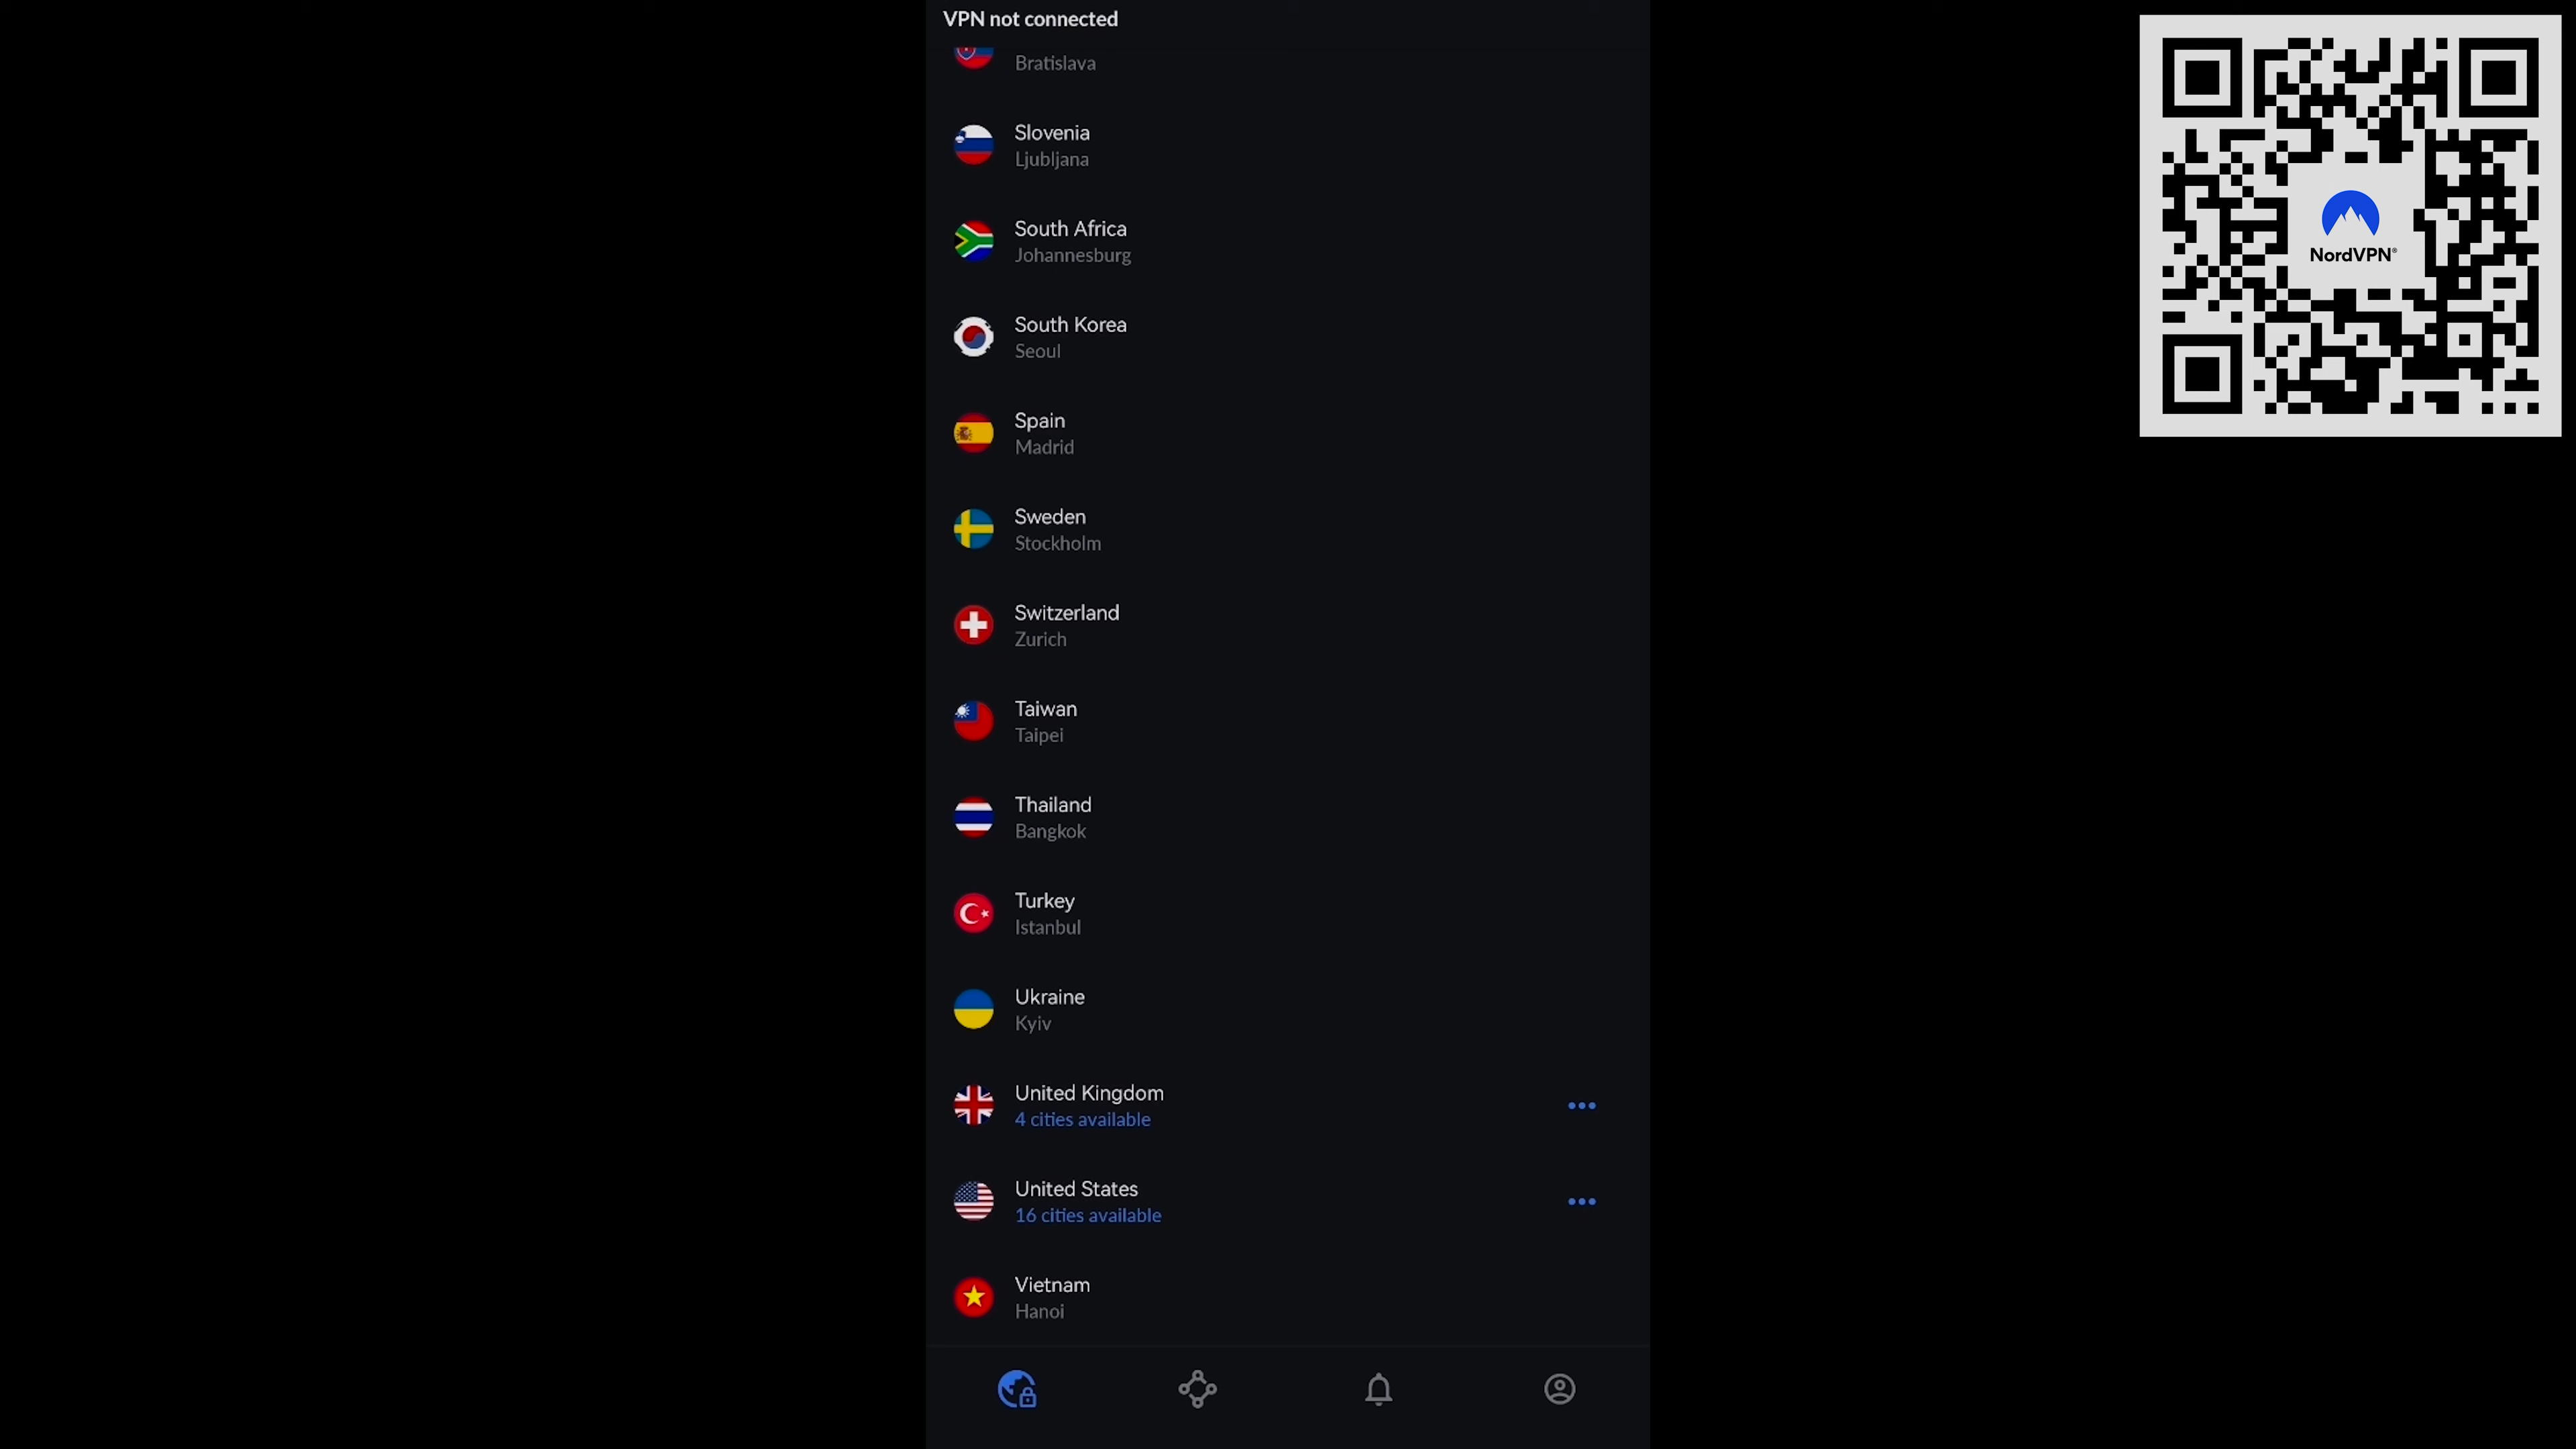 VPN not connected
Bratislava
Slovenia
Ljubljana
South Africa
Johannesburg
South Korea
Seoul
Spain
Madrid
Sweden
Stockholm
Switzerland
Zurich
Taiwan
Taipei
Thailand
Bangkok
Turkey
Istanbul
Ukraine
Kyiv
United Kingdom
4 cities available
United States
16 cities available
Vietnam
Hanoi
NordVPN®